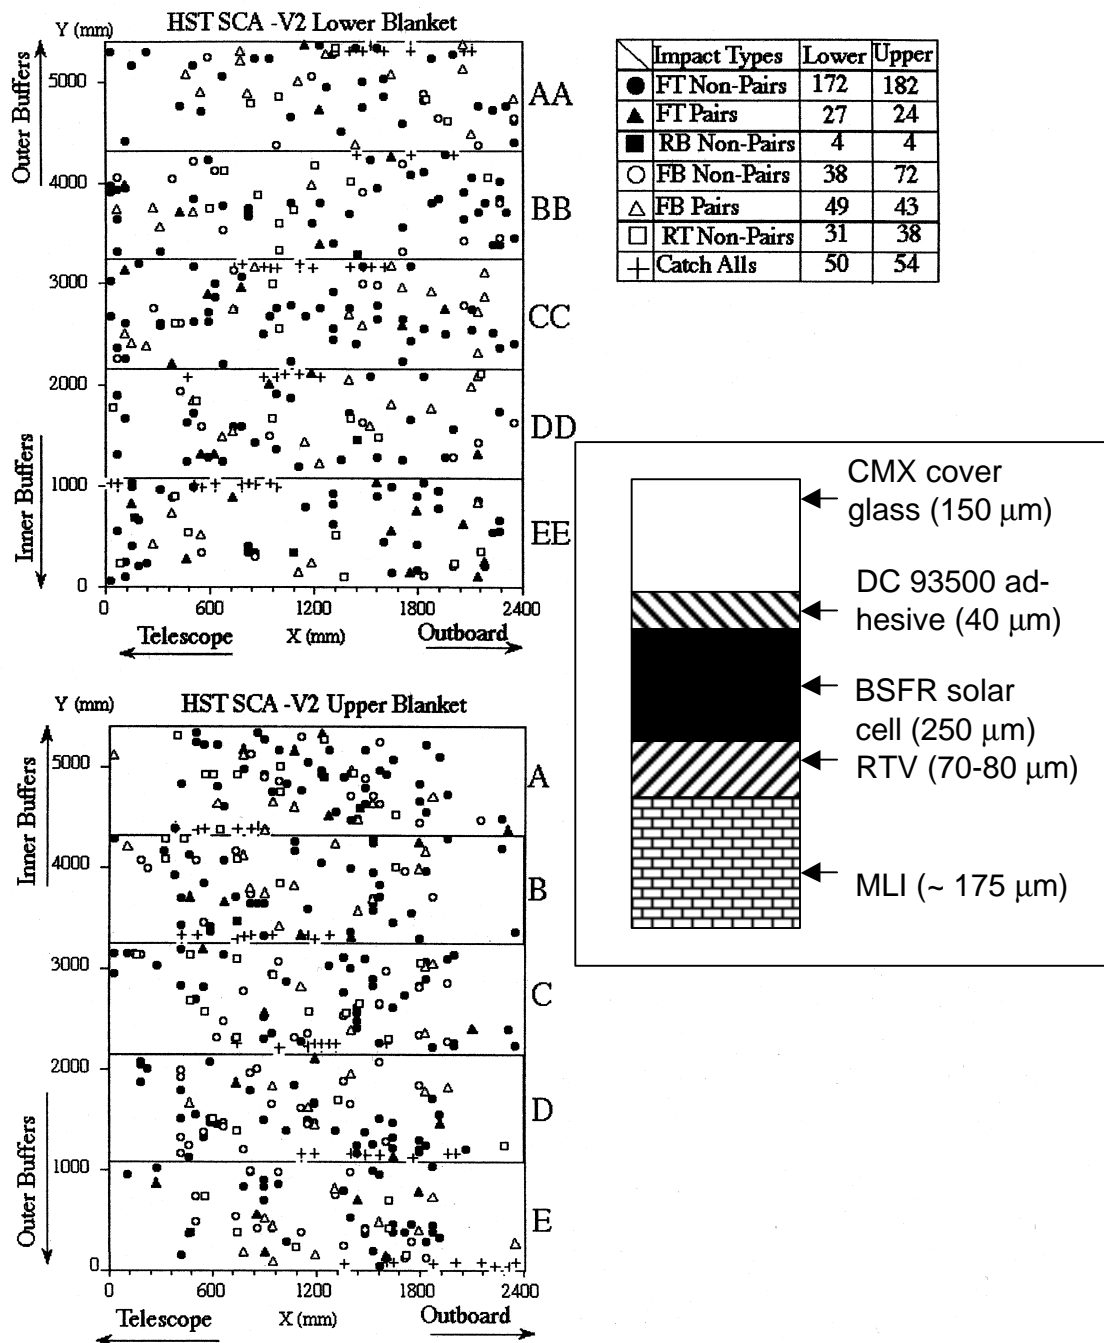 HST SCA -V2 Lower Blanket
Y (mm)
Outer Buffers
Inner Buffers
5000
4000
3000
2000
1000
0
AA
BB
CC
DD
EE
0 600 1200 1800 2400
Telescope X (mm) Outboard
Impact Types Lower Upper
FT Non-Pairs 172 182
FT Pairs 27 24
RB Non-Pairs 4 4
FB Non-Pairs 38 72
FB Pairs 49 43
RT Non-Pairs 31 38
Catch Alls 50 54
CMX cover
glass (150 µm)
DC 93500 ad-
hesive (40 µm)
BSFR solar
cell (250 µm)
RTV (70-80 µm)
MLI (~ 175 µm)
HST SCA -V2 Upper Blanket
Y (mm)
Inner Buffers
Outer Buffers
5000
4000
3000
2000
1000
0
A
B
C
D
E
0 600 1200 1800 2400
Telescope X (mm) Outboard